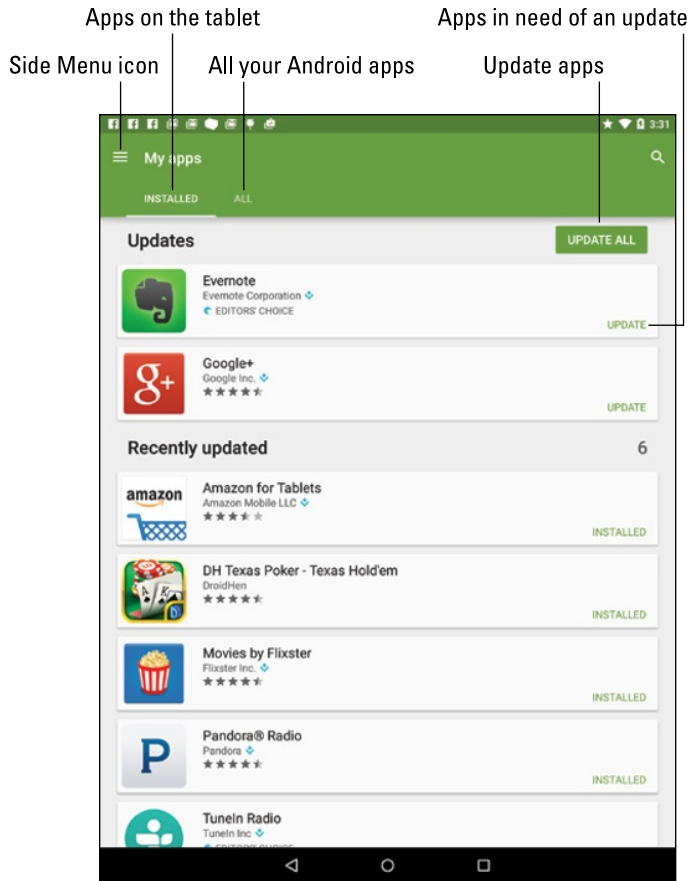 Apps on the tablet
Apps in need of an update
Side Menu icon
All your Android apps
Update apps
3:31
My apps
INSTALLED
ALL
Updates
UPDATE ALL
Evernote
Evernote Corporation
EDITORS' CHOICE
UPDATE
Google+
Google Inc.
g+
UPDATE
Recently updated
6
amazon
Amazon for Tablets
Amazon Mobile LLC
INSTALLED
DH Texas Poker - Texas Hold'em
DroidHen
A K
INSTALLED
Movies by Flixster
Flixster Inc.
INSTALLED
Pandora® Radio
Pandora
P
INSTALLED
TuneIn Radio
TuneIn Inc
EDITORS' CHOICE